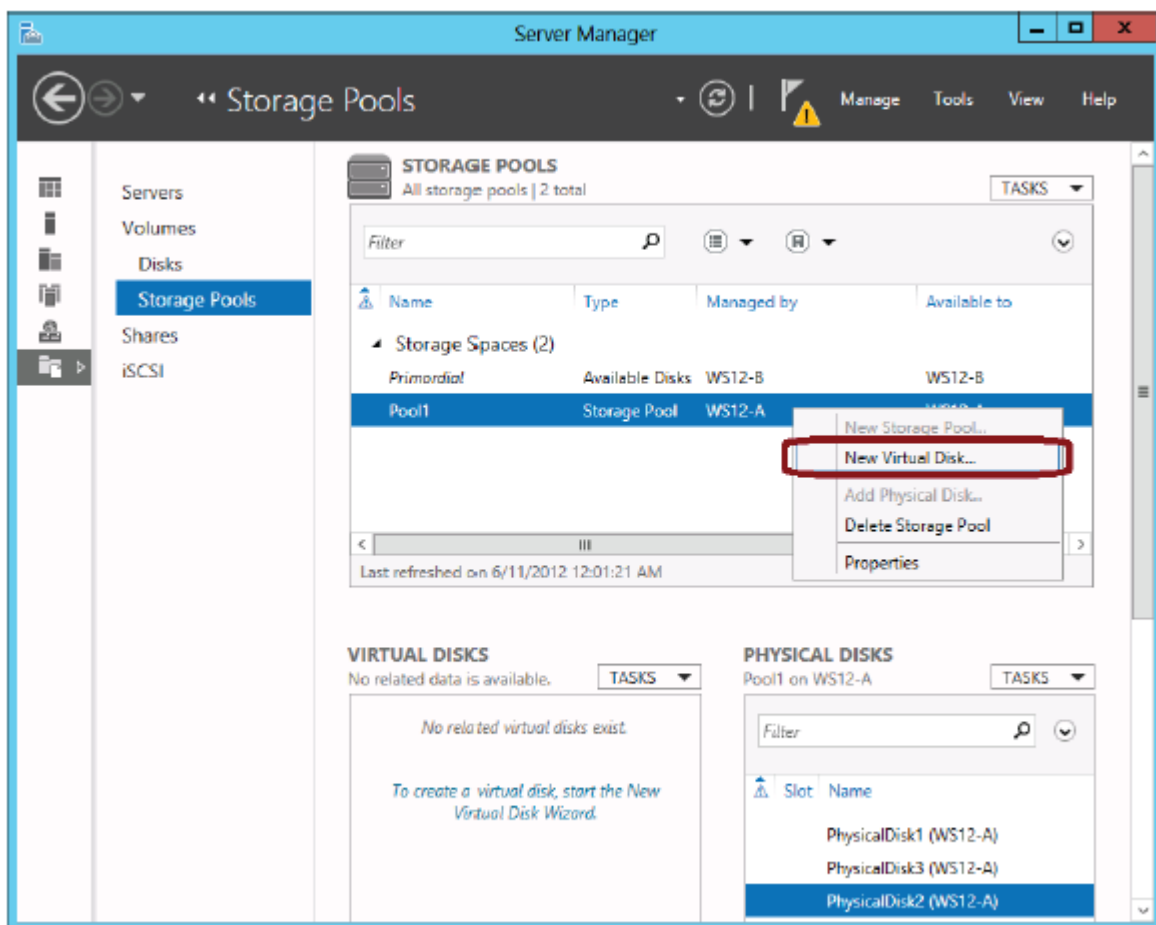 Server Manager
Storage Pools
Manage Tools View Help
Servers
Volumes
Disks
Storage Pools
Shares
iSCSI
STORAGE POOLS
All storage pools | 2 total
TASKS
Filter
Name Type Managed by Available to
Storage Spaces (2)
Primordial Available Disks WS12-B WS12-B
Pool1 Storage Pool WS12-A
New Storage Pool...
New Virtual Disk...
Add Physical Disk...
Delete Storage Pool
Properties
Last refreshed on 6/11/2012 12:01:21 AM
VIRTUAL DISKS
No related data is available.
TASKS
No related virtual disks exist.
To create a virtual disk, start the New
Virtual Disk Wizard.
PHYSICAL DISKS
Pool1 on WS12-A
TASKS
Filter
Slot Name
PhysicalDisk1 (WS12-A)
PhysicalDisk3 (WS12-A)
PhysicalDisk2 (WS12-A)